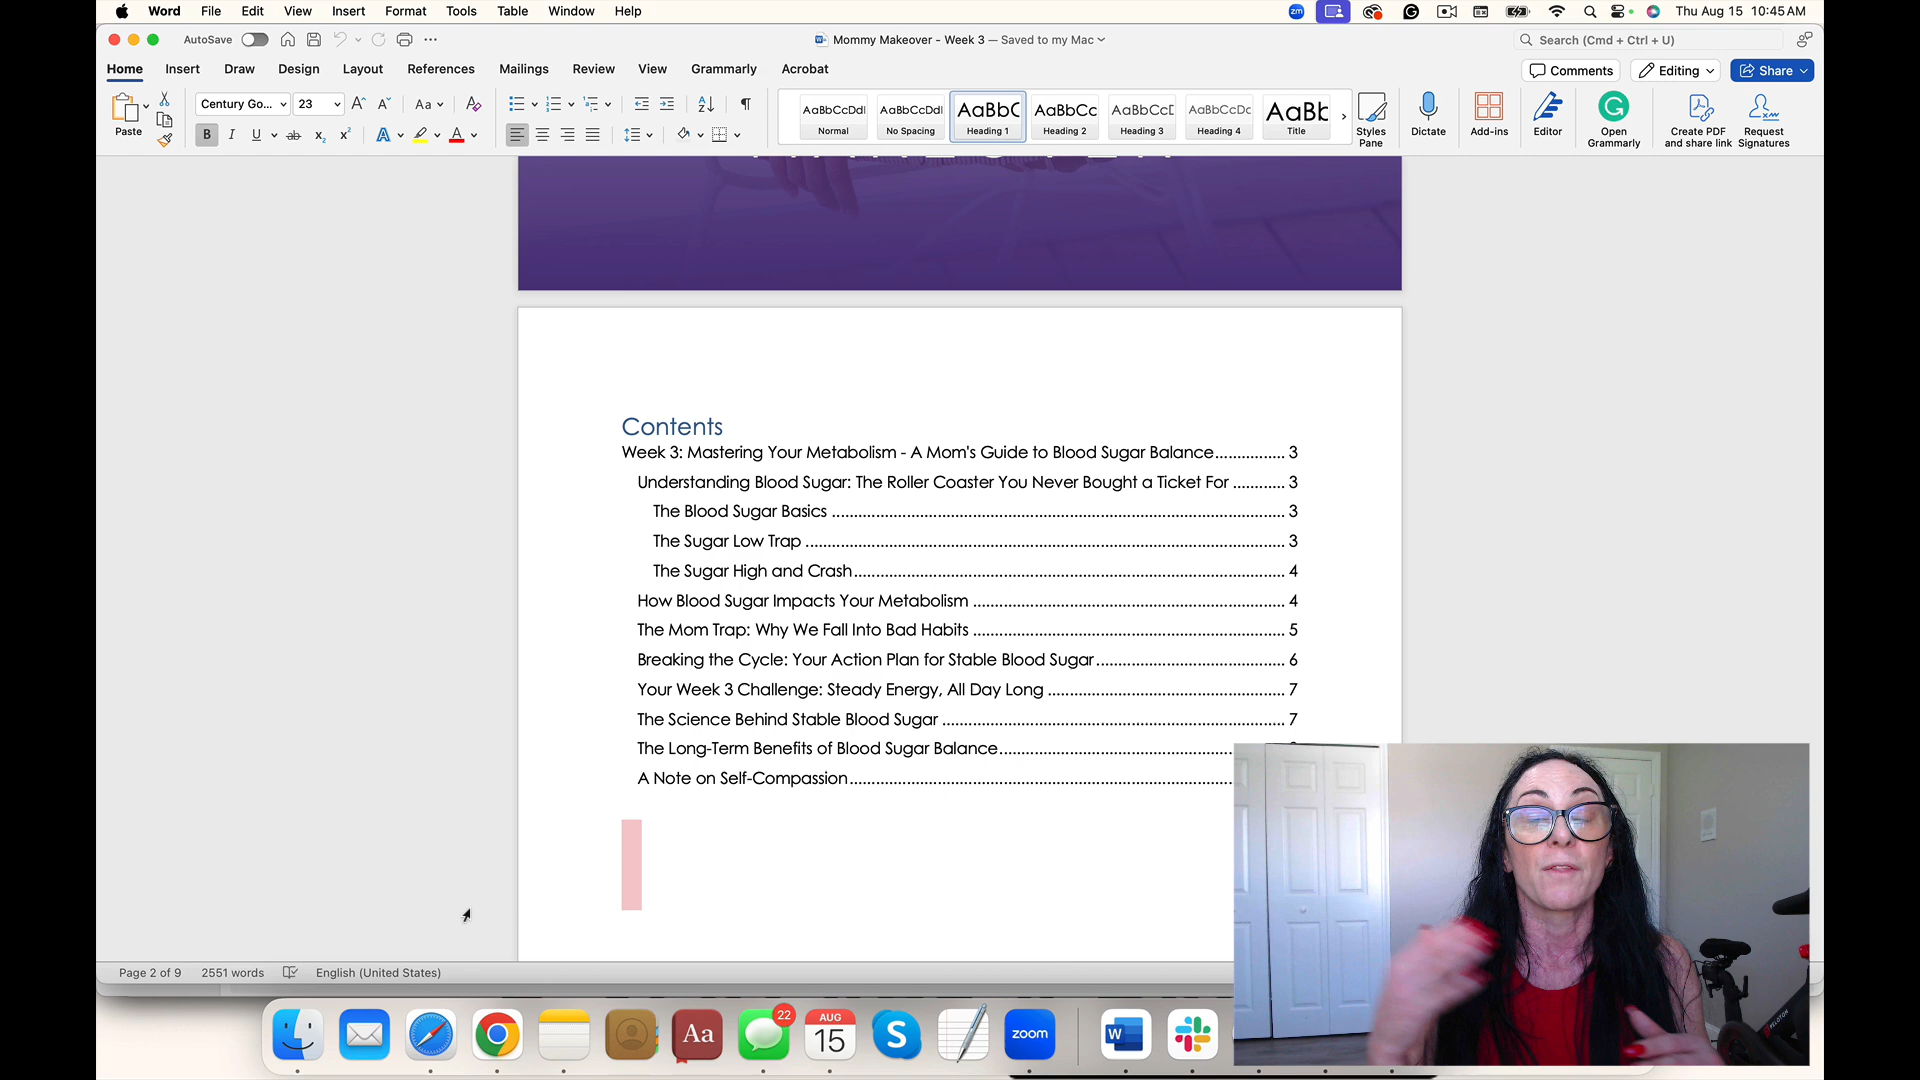 Word File Edit View Insert Format Tools Table Window Help
zm Thu Aug 15 10:45 AM
AutoSave Mommy Makeover - Week 3 — Saved to my Mac Search (Cmd + Ctrl + U)
Home Insert Draw Design Layout References Mailings Review View Grammarly Acrobat Comments Editing Share
Century Go... 23 Aa
Paste
AaBbCcDdI AaBbCcDdI AaBbC AaBbCc AaBbCcD AaBbCcDc AaBb
Normal No Spacing Heading 1 Heading 2 Heading 3 Heading 4 Title
Styles Pane Dictate Add-ins Editor Open Grammarly Create PDF and share link Request Signatures
Contents
Week 3: Mastering Your Metabolism - A Mom's Guide to Blood Sugar Balance................ 3
Understanding Blood Sugar: The Roller Coaster You Never Bought a Ticket For ............ 3
The Blood Sugar Basics ............ 3
The Sugar Low Trap ............ 3
The Sugar High and Crash............ 4
How Blood Sugar Impacts Your Metabolism ............ 4
The Mom Trap: Why We Fall Into Bad Habits ............ 5
Breaking the Cycle: Your Action Plan for Stable Blood Sugar............ 6
Your Week 3 Challenge: Steady Energy, All Day Long ............ 7
The Science Behind Stable Blood Sugar ............ 7
The Long-Term Benefits of Blood Sugar Balance............
A Note on Self-Compassion............
Page 2 of 9 2551 words English (United States)
22
AUG
15
Aa
S
zoom
W
PELOTON